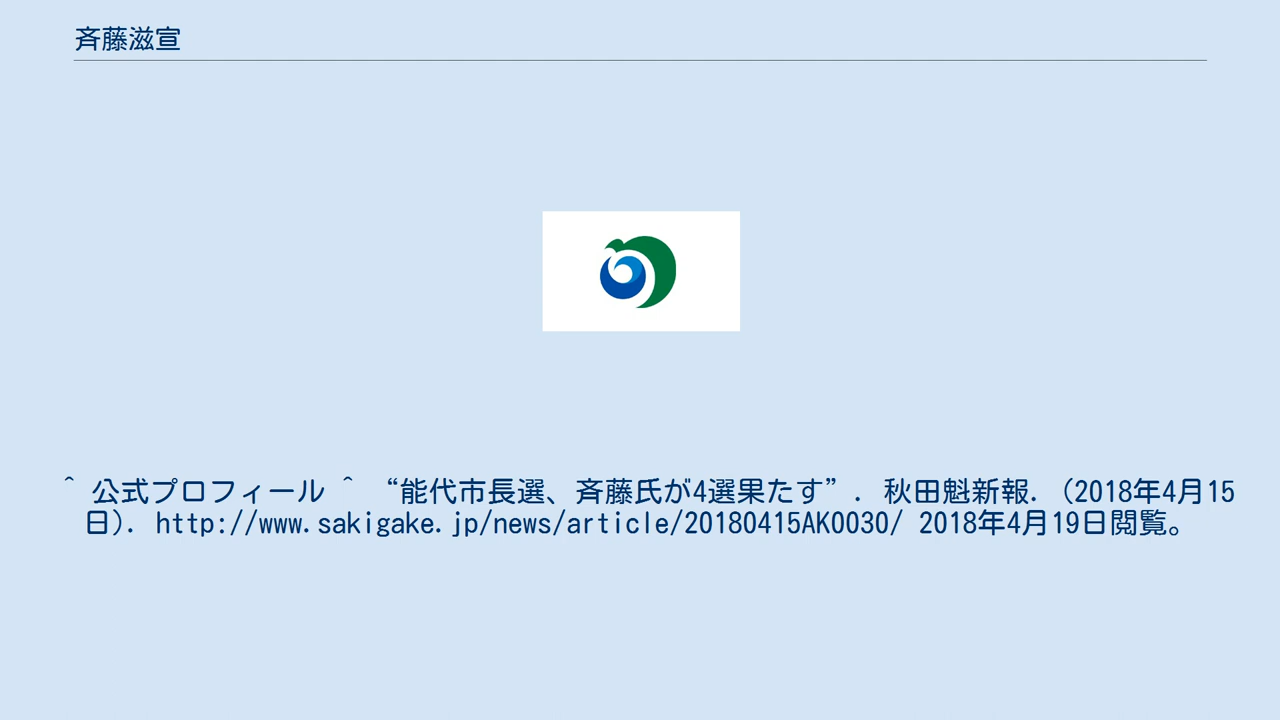 斉藤滋宣
^ 公式プロフィール ^ “能代市長選、斉藤氏が4選果たす”. 秋田魁新報. (2018年4月15
日). http://www.sakigake.jp/news/article/20180415AK0030/ 2018年4月19日閲覧。